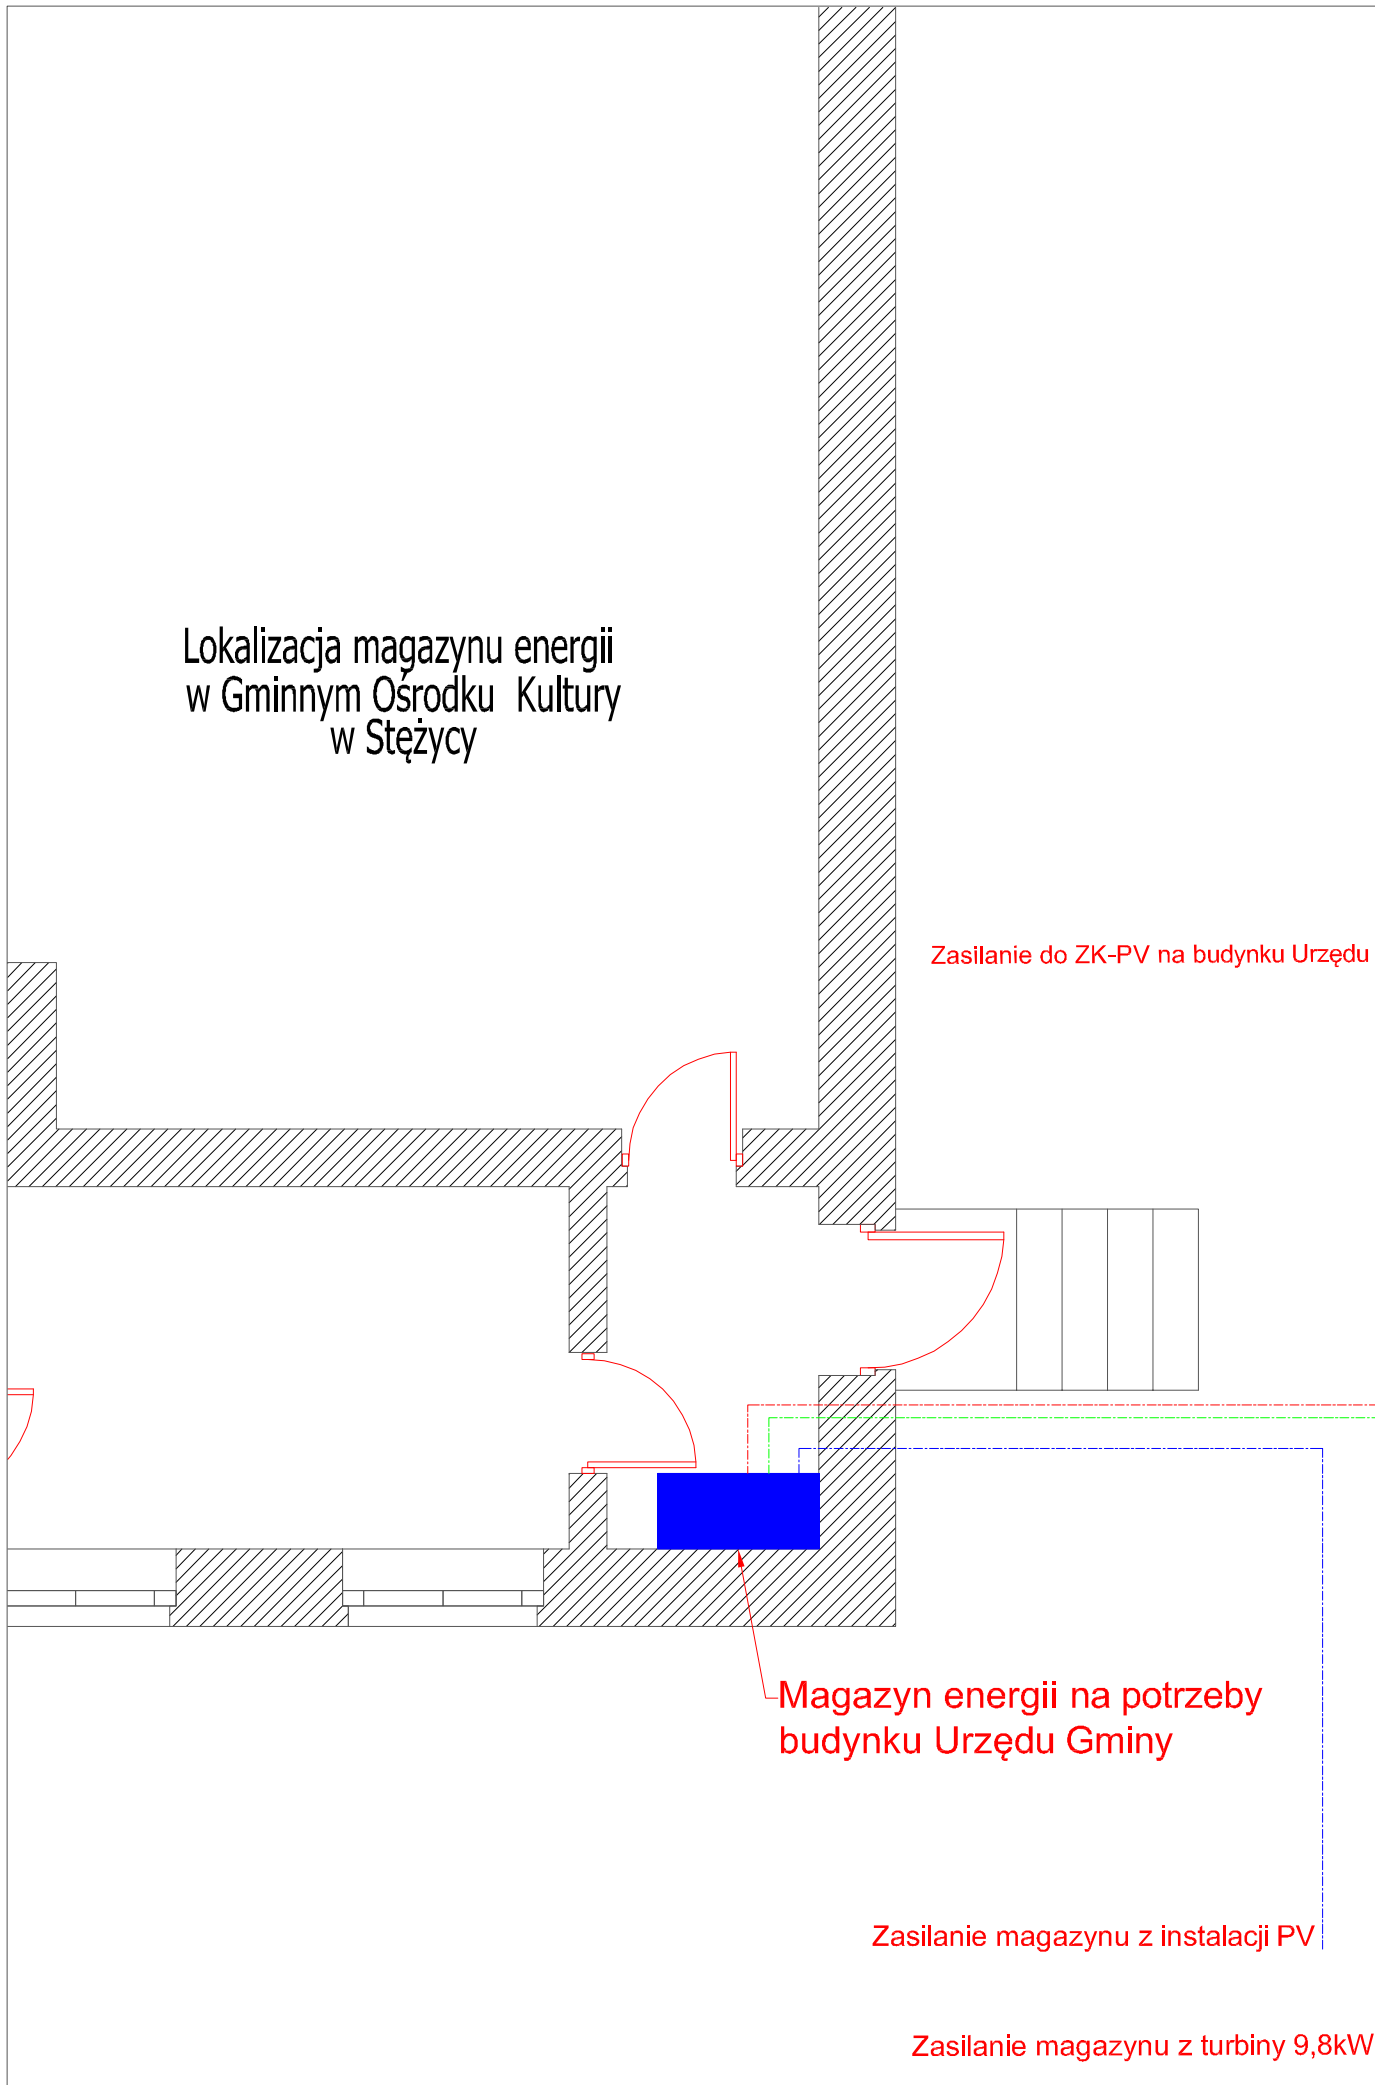 Lokalizacja magazynu energii
w Gminnym Ośrodku Kultury
w Stężycy
Zasilanie do ZK-PV na budynku Urzędu
Magazyn energii na potrzeby
budynku Urzędu Gminy
Zasilanie magazynu z instalacji PV
Zasilanie magazynu z turbiny 9,8kW